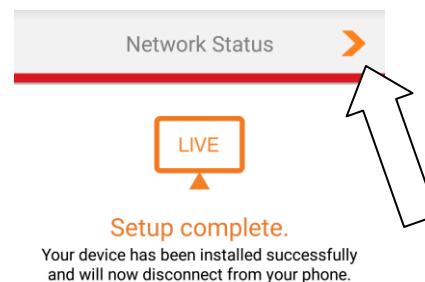 Network Status
LIVE
Setup complete.
Your device has been installed successfully
and will now disconnect from your phone.